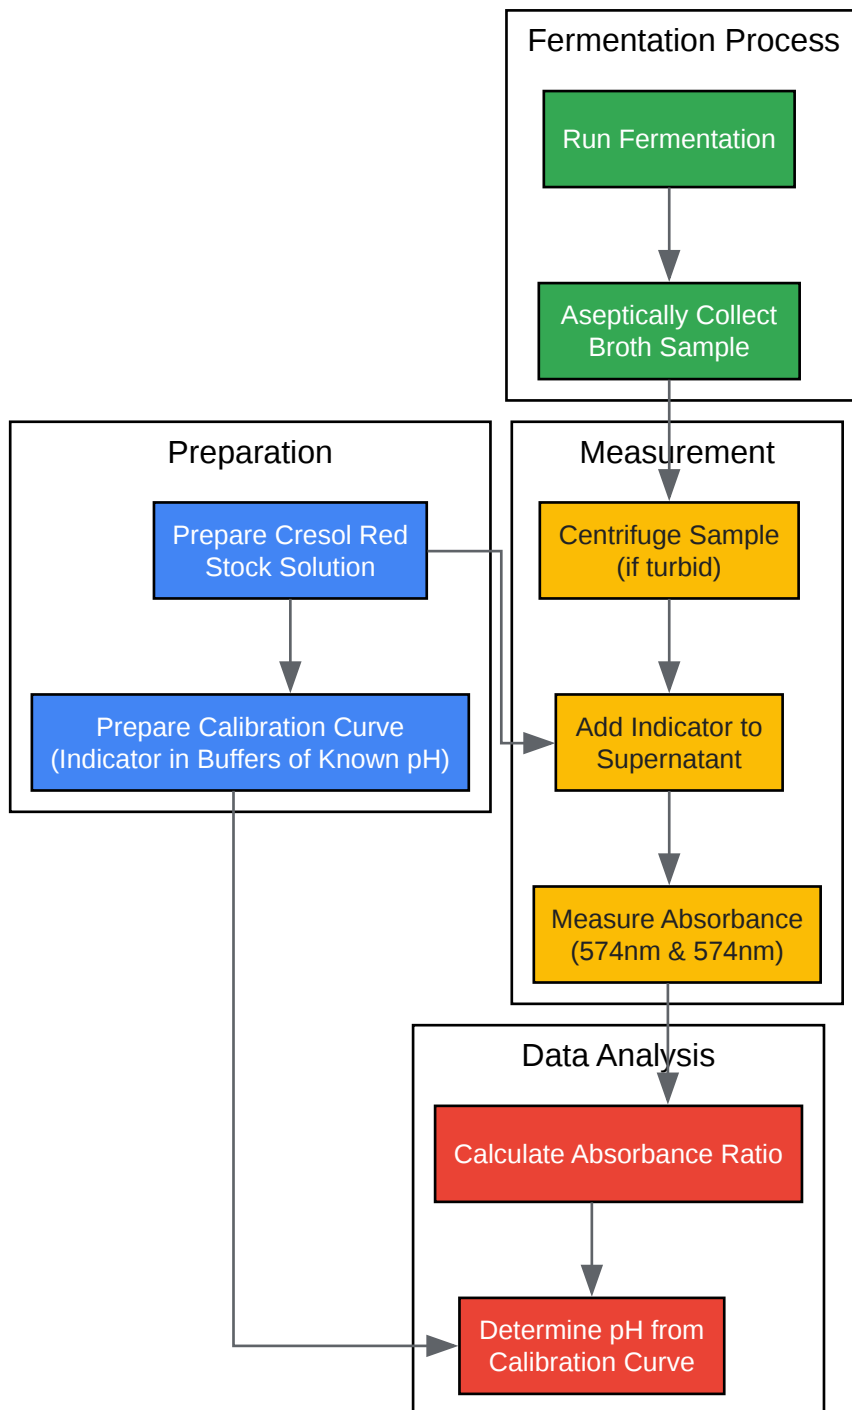 Fermentation Process
Run Fermentation
Aseptically Collect
Broth Sample
Preparation
Prepare Cresol Red
Stock Solution
Prepare Calibration Curve
(Indicator in Buffers of Known pH)
Measurement
Centrifuge Sample
(if turbid)
Add Indicator to
Supernatant
Measure Absorbance
(574nm & 574nm)
Data Analysis
Calculate Absorbance Ratio
Determine pH from
Calibration Curve